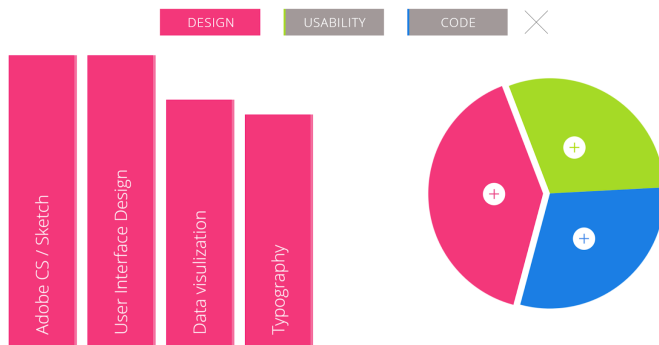 DESIGN
USABILITY
CODE
Adobe CS / Sketch
User Interface Design
Data visulization
Typography